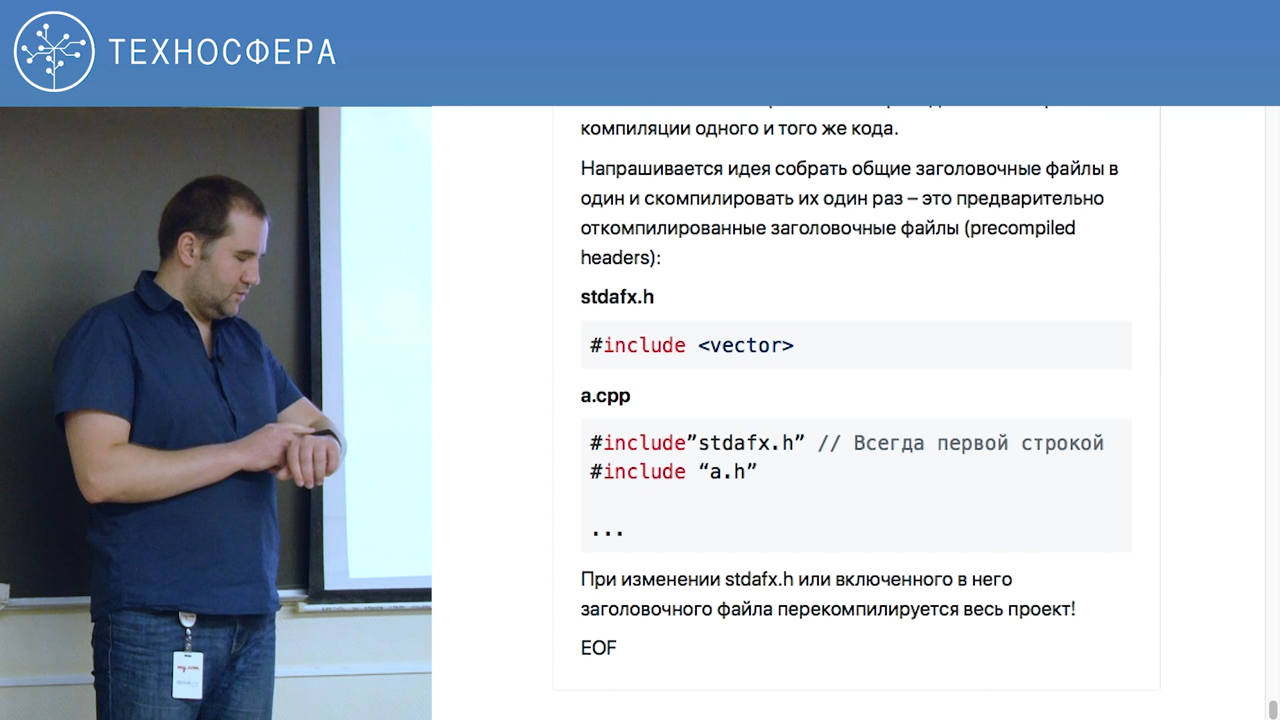 ТЕХНОСФЕРА
компиляции одного и того же кода.
Напрашивается идея собрать общие заголовочные файлы в
один и скомпилировать их один раз – это предварительно
откомпилированные заголовочные файлы (precompiled
headers):
stdafx.h
#include <vector>
a.cpp
#include”stdafx.h” // Всегда первой строкой
#include “a.h”
...
При изменении stdafx.h или включенного в него
заголовочного файла перекомпилируется весь проект!
EOF